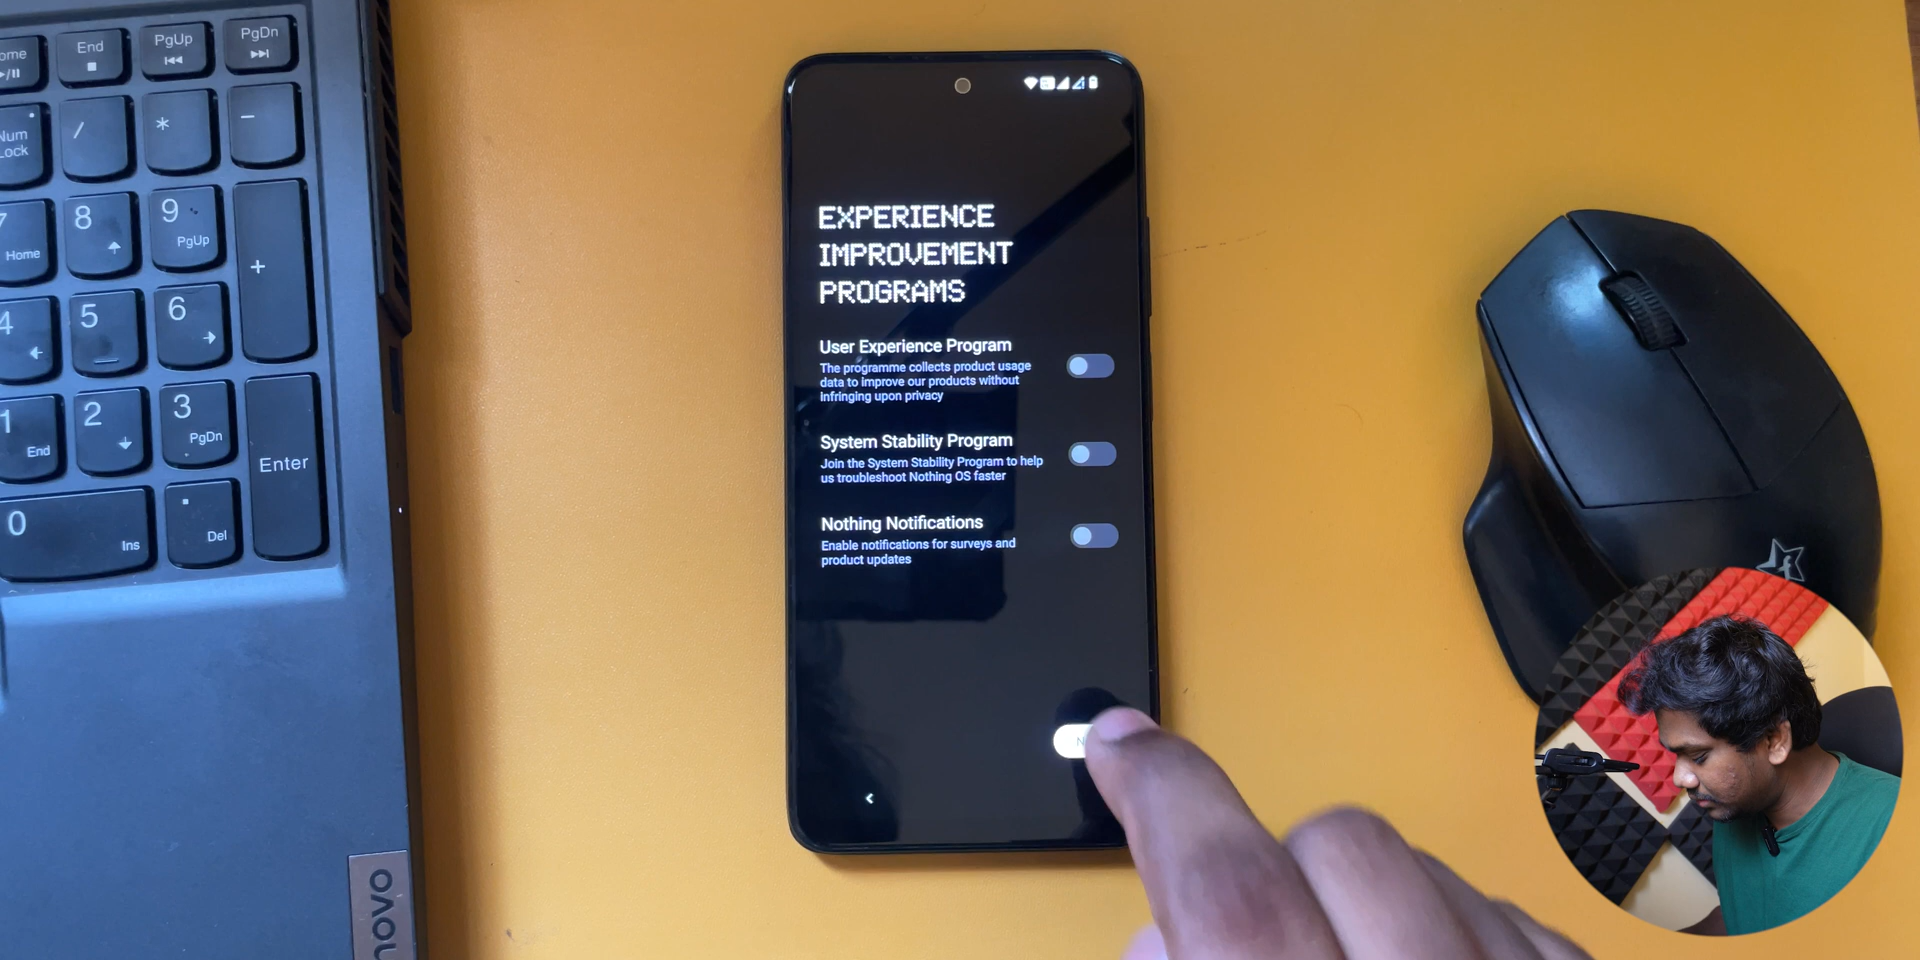 End
PgUp
PgDn
Num
Lock
/
*
-
7
Home
8
9
PgUp
+
4
5
6
1
End
2
3
PgDn
Enter
0
Ins
.
Del
EXPERIENCE
IMPROVEMENT
PROGRAMS
User Experience Program
The programme collects product usage
data to improve our products without
infringing upon privacy
System Stability Program
Join the System Stability Program to help
us troubleshoot Nothing OS faster
Nothing Notifications
Enable notifications for surveys and
product updates